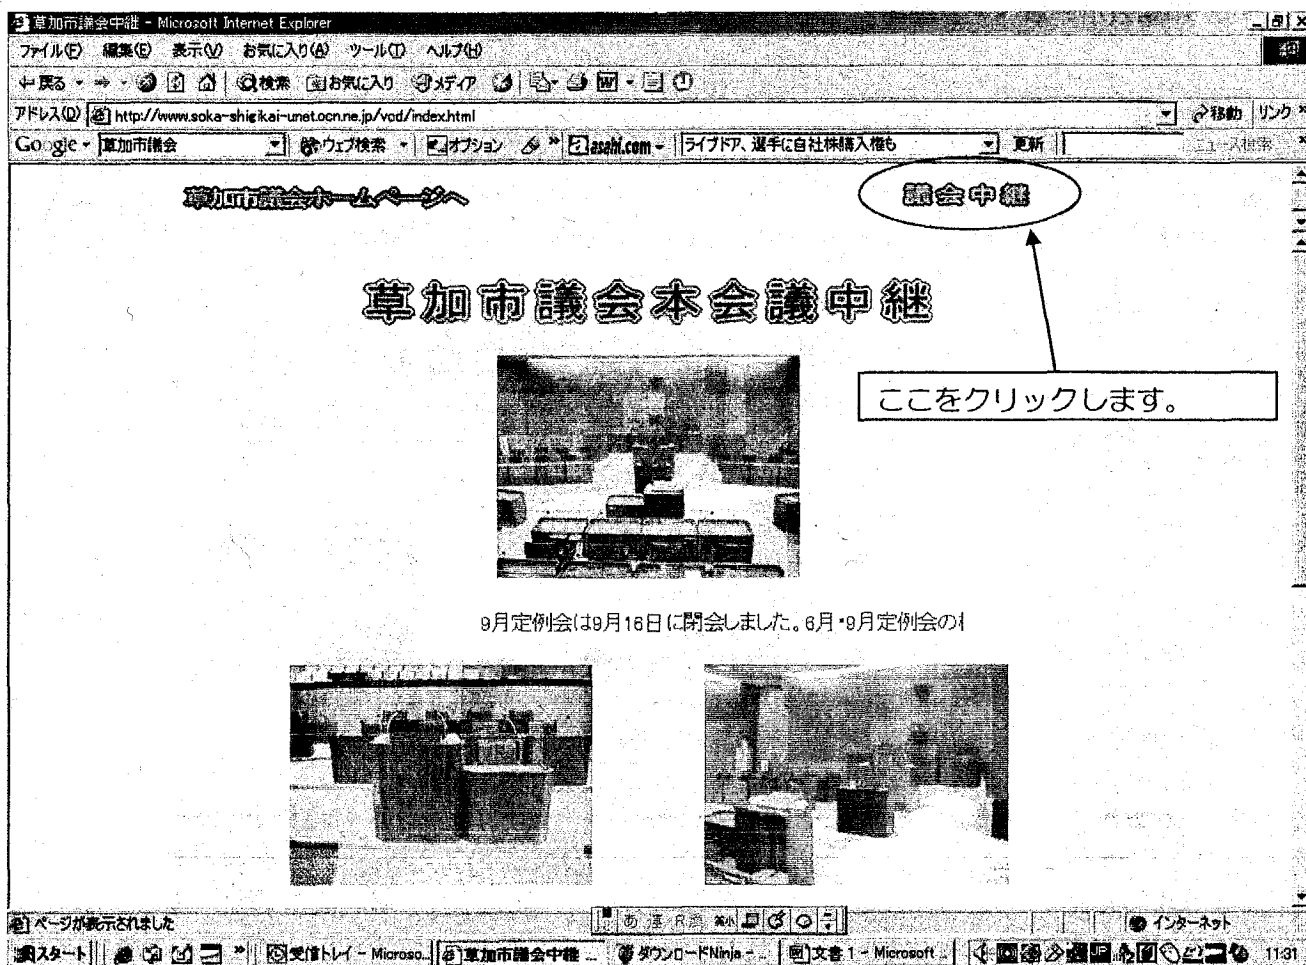 草加市議会中継 - Microsoft Internet Explorer
ファイル(F) 編集(E) 表示(V) お気に入り(A) ツール(T) ヘルプ(H)
戻る 検索 お気に入り メディア
アドレス(D) http://www.soka-shigikai-unet.ocn.ne.jp/vod/index.html 移動 リンク
Google 草加市議会 ウェブ検索 オプション asahi.com ライブドア、選手に自社株購入権も 更新 ニュース検索
草加市議会ホームページへ 議会中継
草加市議会本会議中継
ここをクリックします。
9月定例会は9月16日に閉会しました。6月・9月定例会の
ページが表示されました インターネット
スタート 受信トレイ - Microso... 草加市議会中継 ... ダウンロードNinja - ... 文書 1 - Microsoft ... 11:31